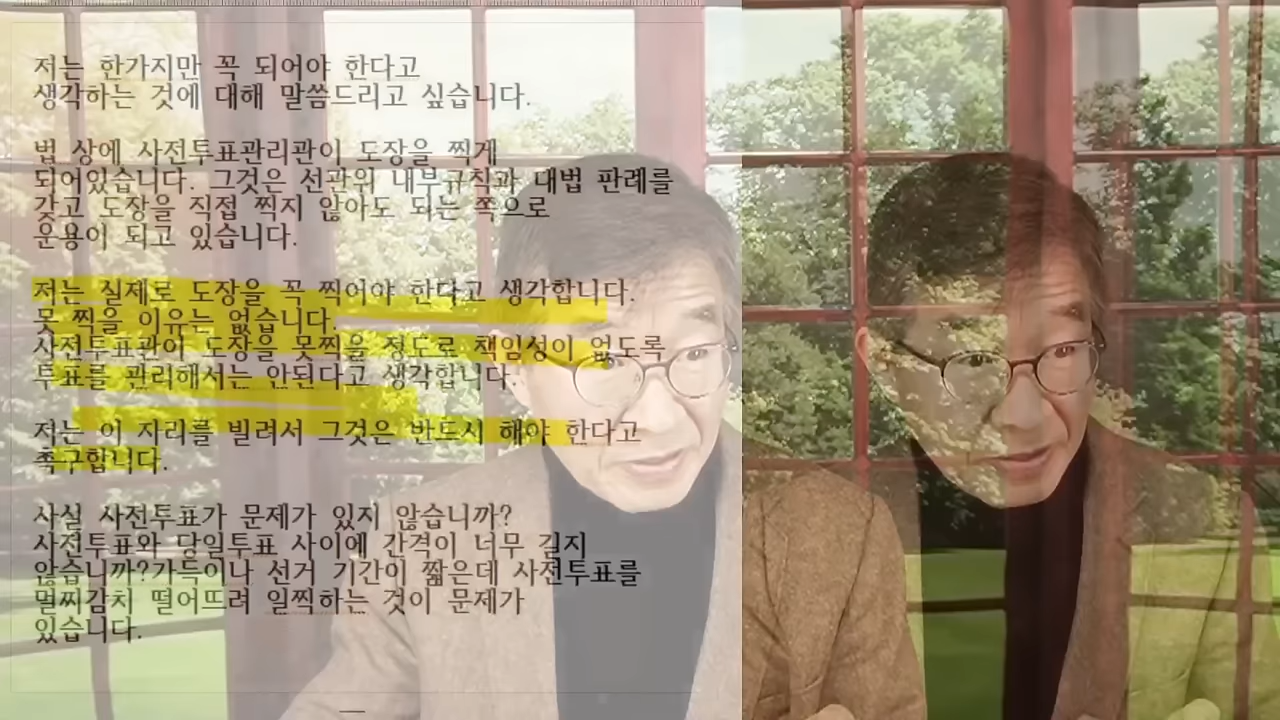 저는 한가지만 꼭 되어야 한다고
생각하는 것에 대해 말씀드리고 싶습니다.
법 상에 사전투표관리관이 도장을 찍게
되어있습니다. 그것은 선관위 내부규칙과 대법 판례를
갖고 도장을 직접 찍지 않아도 되는 쪽으로
운용이 되고 있습니다.
저는 실제로 도장을 꼭 찍어야 한다고 생각합니다.
못 찍을 이유는 없습니다.
사전투표관이 도장을 못찍을 정도로 책임성이 없도록
투표를 관리해서는 안된다고 생각합니다.
저는 이 자리를 빌려서 그것은 반드시 해야 한다고
촉구합니다.
사실 사전투표가 문제가 있지 않습니까?
사전투표와 당일투표 사이에 간격이 너무 길지
않습니까?가득이나 선거 기간이 짧은데 사전투표를
멀찌감치 떨어뜨려 일찍하는 것이 문제가
있습니다.